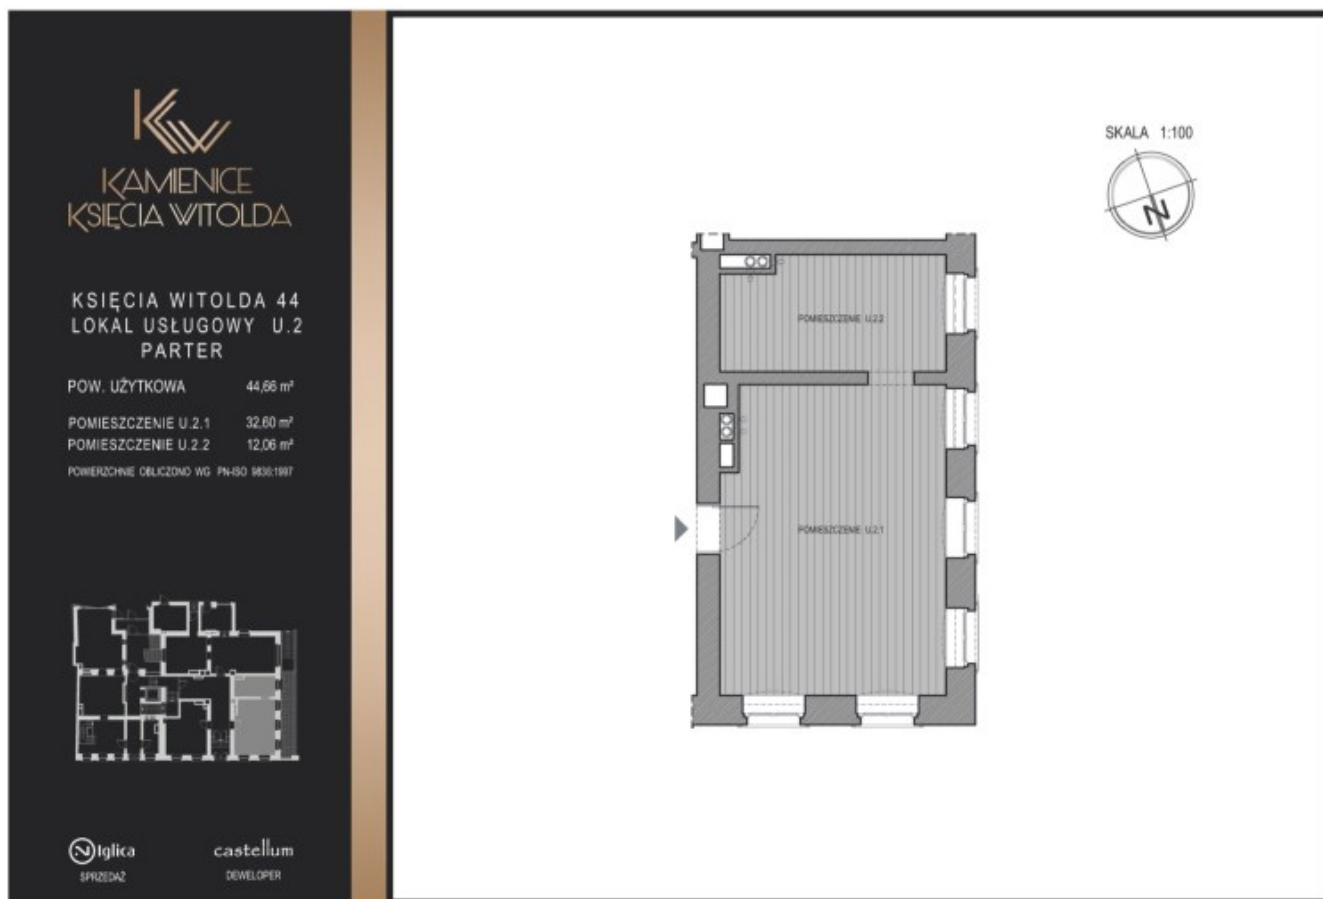 KW
KAMIENICE
KSIĘCIA WITOLDA
KSIĘCIA WITOLDA 44
LOKAL USŁUGOWY U.2
PARTER
POW. UŻYTKOWA 44,66 m²
POMIESZCZENIE U.2.1 32,60 m²
POMIESZCZENIE U.2.2 12,06 m²
POWIERZCHNIE OBLICZONO WG PN-ISO 9836:1997
Iglica
SPRZEDAŻ
castellum
DEWELOPER
SKALA 1:100
N
POMIESZCZENIE U.2.2
POMIESZCZENIE U.2.1